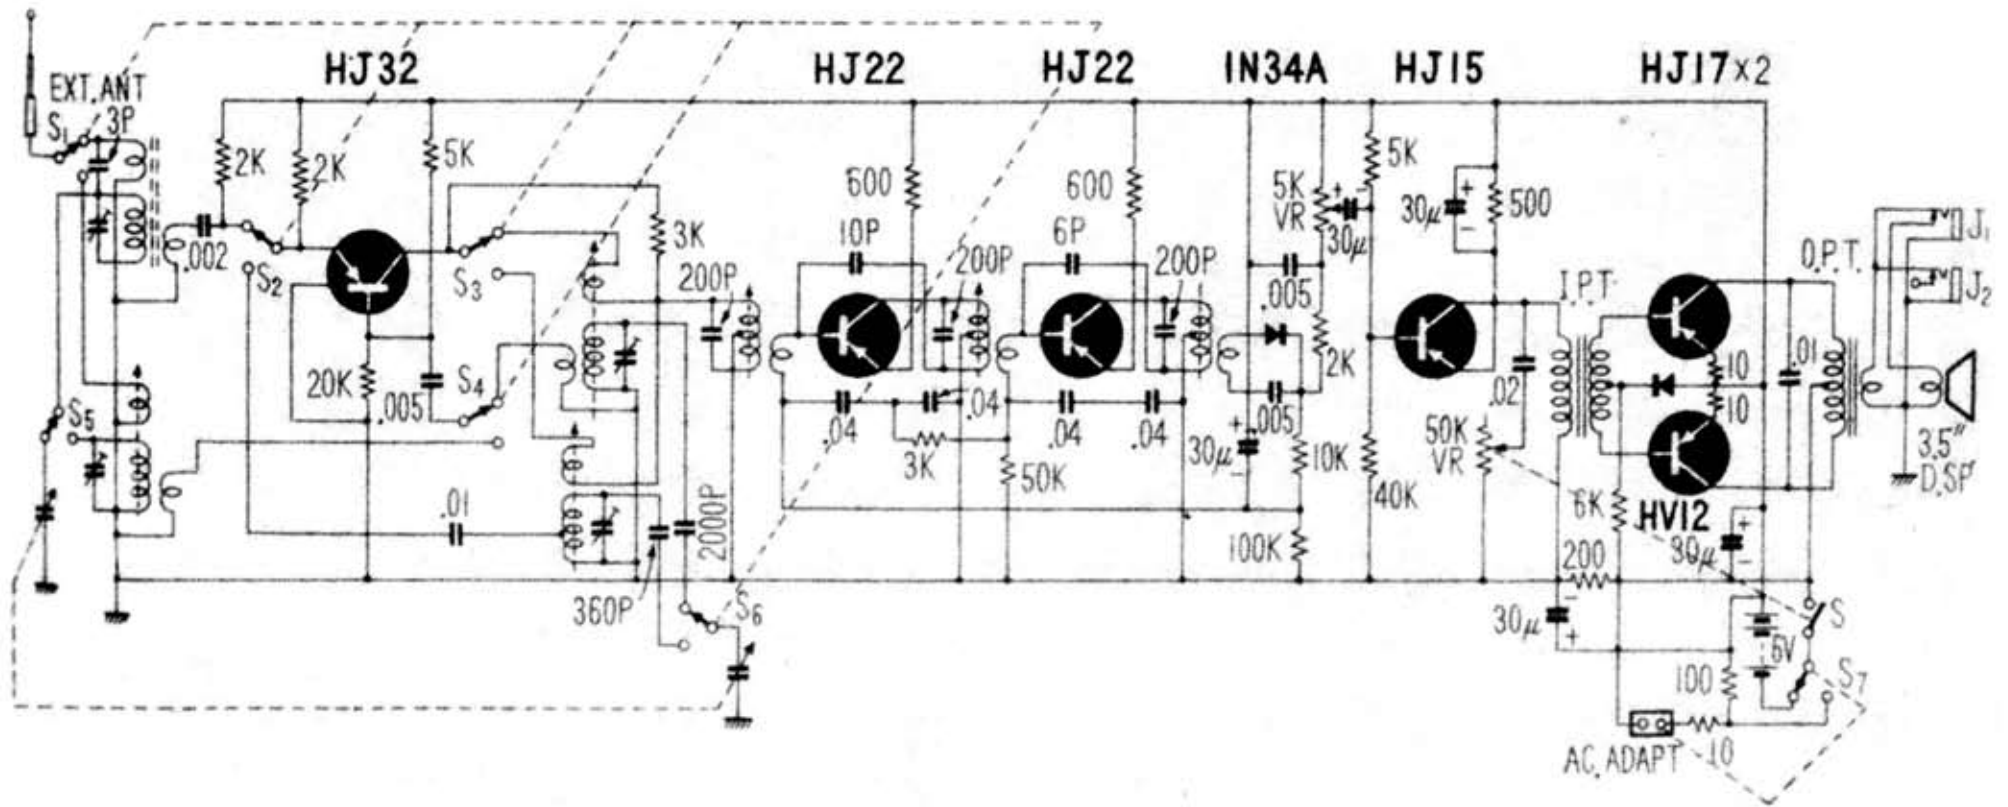 HJ32
HJ22
HJ22
IN34A
HJ15
HJ17×2
EXT.ANT
S1
3P
2K
2K
5K
.002
S2
20K
.005
S3
S4
3K
200P
600
10P
200P
600
6P
200P
5K
VR
30μ
.005
2K
5K
30μ
500
I.P.T.
O.P.T.
J1
J2
10
10
.01
.02
S5
.01
.04
.04
3K
50K
.04
.04
30μ
.005
10K
40K
50K
VR
6K
HV12
3.5"
D.SP
2000P
360P
S6
100K
200
30μ
30μ
6V
S
S7
100
AC.ADAPT
10